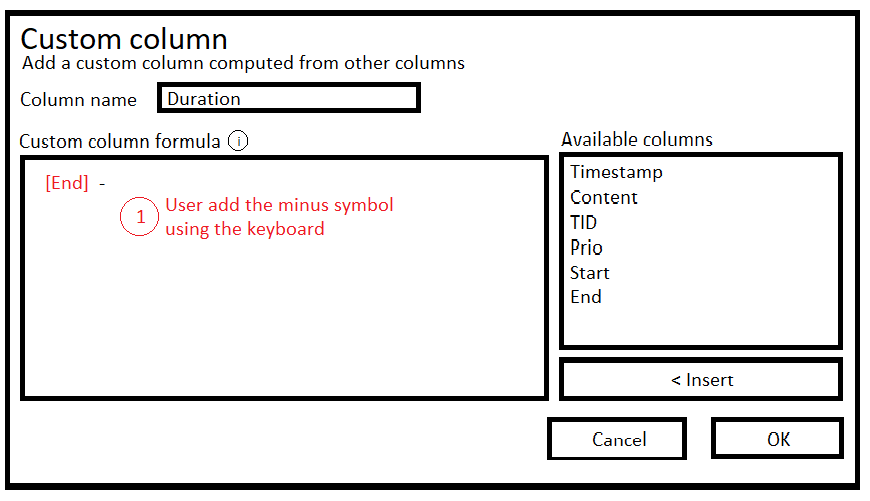 Custom column
Add a custom column computed from other columns
Column name
Duration
Custom column formula i
[End] -
1
User add the minus symbol
using the keyboard
Available columns
Timestamp
Content
TID
Prio
Start
End
< Insert
Cancel
OK